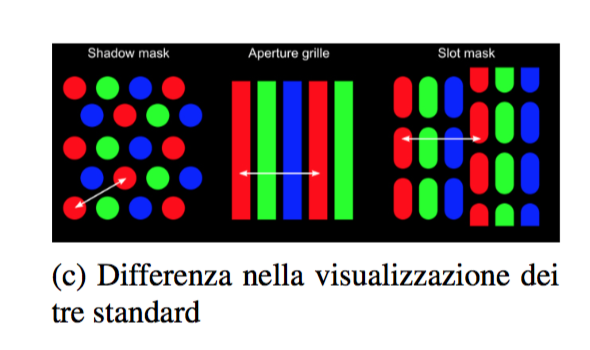 Shadow mask
Aperture grille
Slot mask
(c) Differenza nella visualizzazione dei
tre standard